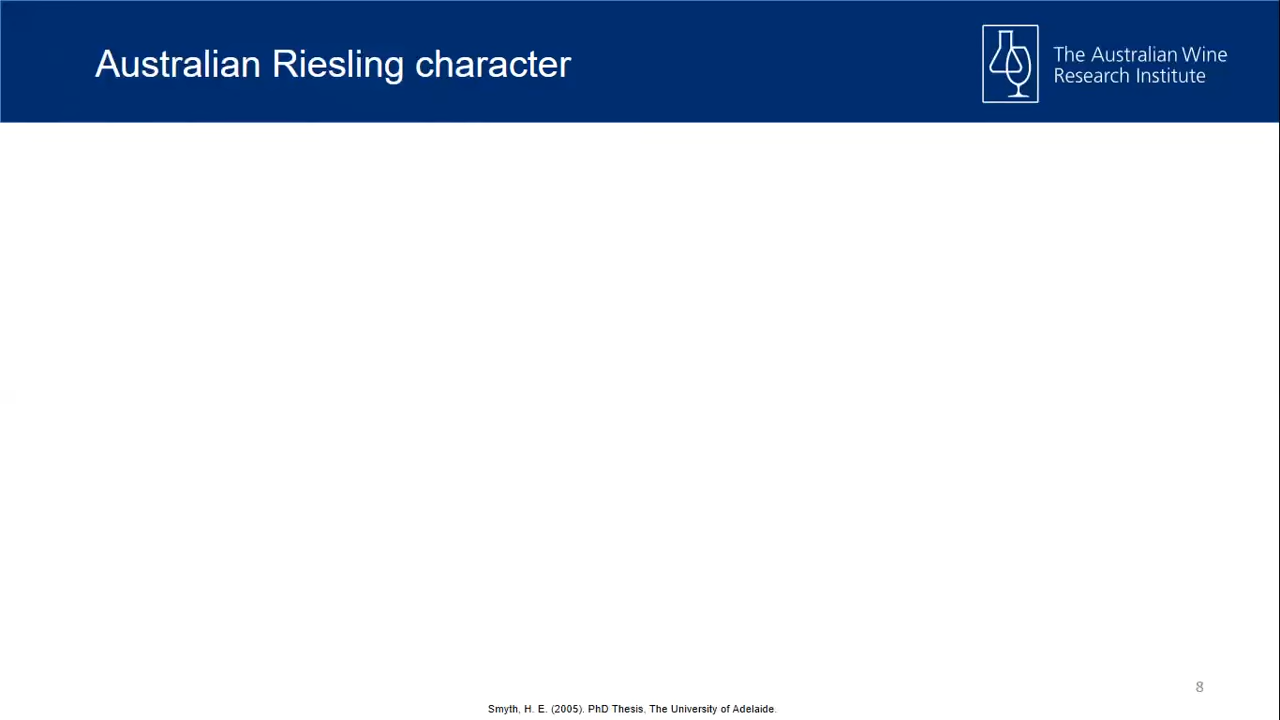 Australian Riesling character
The Australian Wine
Research Institute
8
Smyth, H. E. (2005). PhD Thesis, The University of Adelaide.